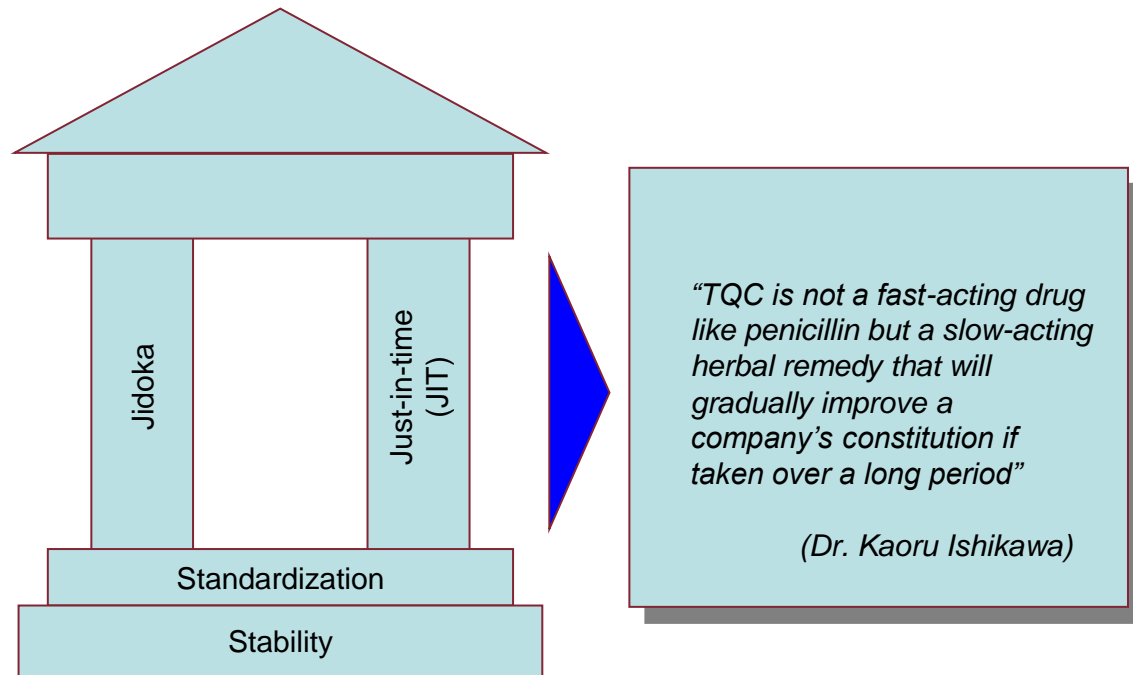 Jidoka
Just-in-time
(JIT)
Standardization
Stability
“TQC is not a fast-acting drug
like penicillin but a slow-acting
herbal remedy that will
gradually improve a
company’s constitution if
taken over a long period”
(Dr. Kaoru Ishikawa)